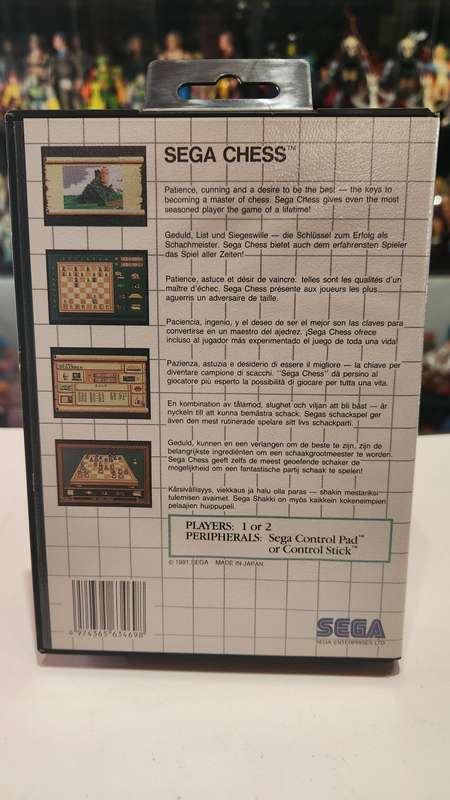 SEGA CHESS™
Patience, cunning and a desire to be the best — the keys to
becoming a master of chess. Sega Chess gives even the most
seasoned player the game of a lifetime!
Geduld, List und Siegeswille — die Schlüssel zum Erfolg als
Schachmeister. Sega Chess bietet auch dem erfahrensten Spieler
das Spiel aller Zeiten!
Patience, astuce et désir de vaincre: telles sont les qualités d'un
maître d'échec. Sega Chess présente aux joueurs les plus
aguerris un adversaire de taille.
Paciencia, ingenio, y el deseo de ser el mejor son las claves para
convertirse en un maestro del ajedrez. ¡Sega Chess ofrece
incluso al jugador más experimentado el juego de toda una vida!
Pazienza, astuzia e desiderio di essere il migliore — la chiave per
diventare campione di scacchi. "Sega Chess" dà persino al
giocatore più esperto la possibilità di giocare per tutta una vita.
En kombination av tålamod, slughet och viljan att bli bäst — är
nyckeln till att kunna bemästra schack. Segas schackspel ger
även den mest rutinerade spelare sitt livs schackparti.
Geduld, kunnen en een verlangen om de beste te zijn, zijn de
belangrijkste ingrediënten om een schaakgrootmeester te worden.
Sega Chess geeft zelfs de meest geoefende schaker de
mogelijkheid om een fantastische partij schaak te spelen!
Kärsivällisyys, viekkaus ja halu olla paras — shakin mestariksi
tulemisen avaimet. Sega Shakki on myös kaikkein kokeneimpien
pelaajien huippupeli.
PLAYERS: 1 or 2
PERIPHERALS: Sega Control Pad™
or Control Stick™
© 1991 SEGA MADE IN JAPAN
4 974365 634698
SEGA
SEGA ENTERPRISES LTD.